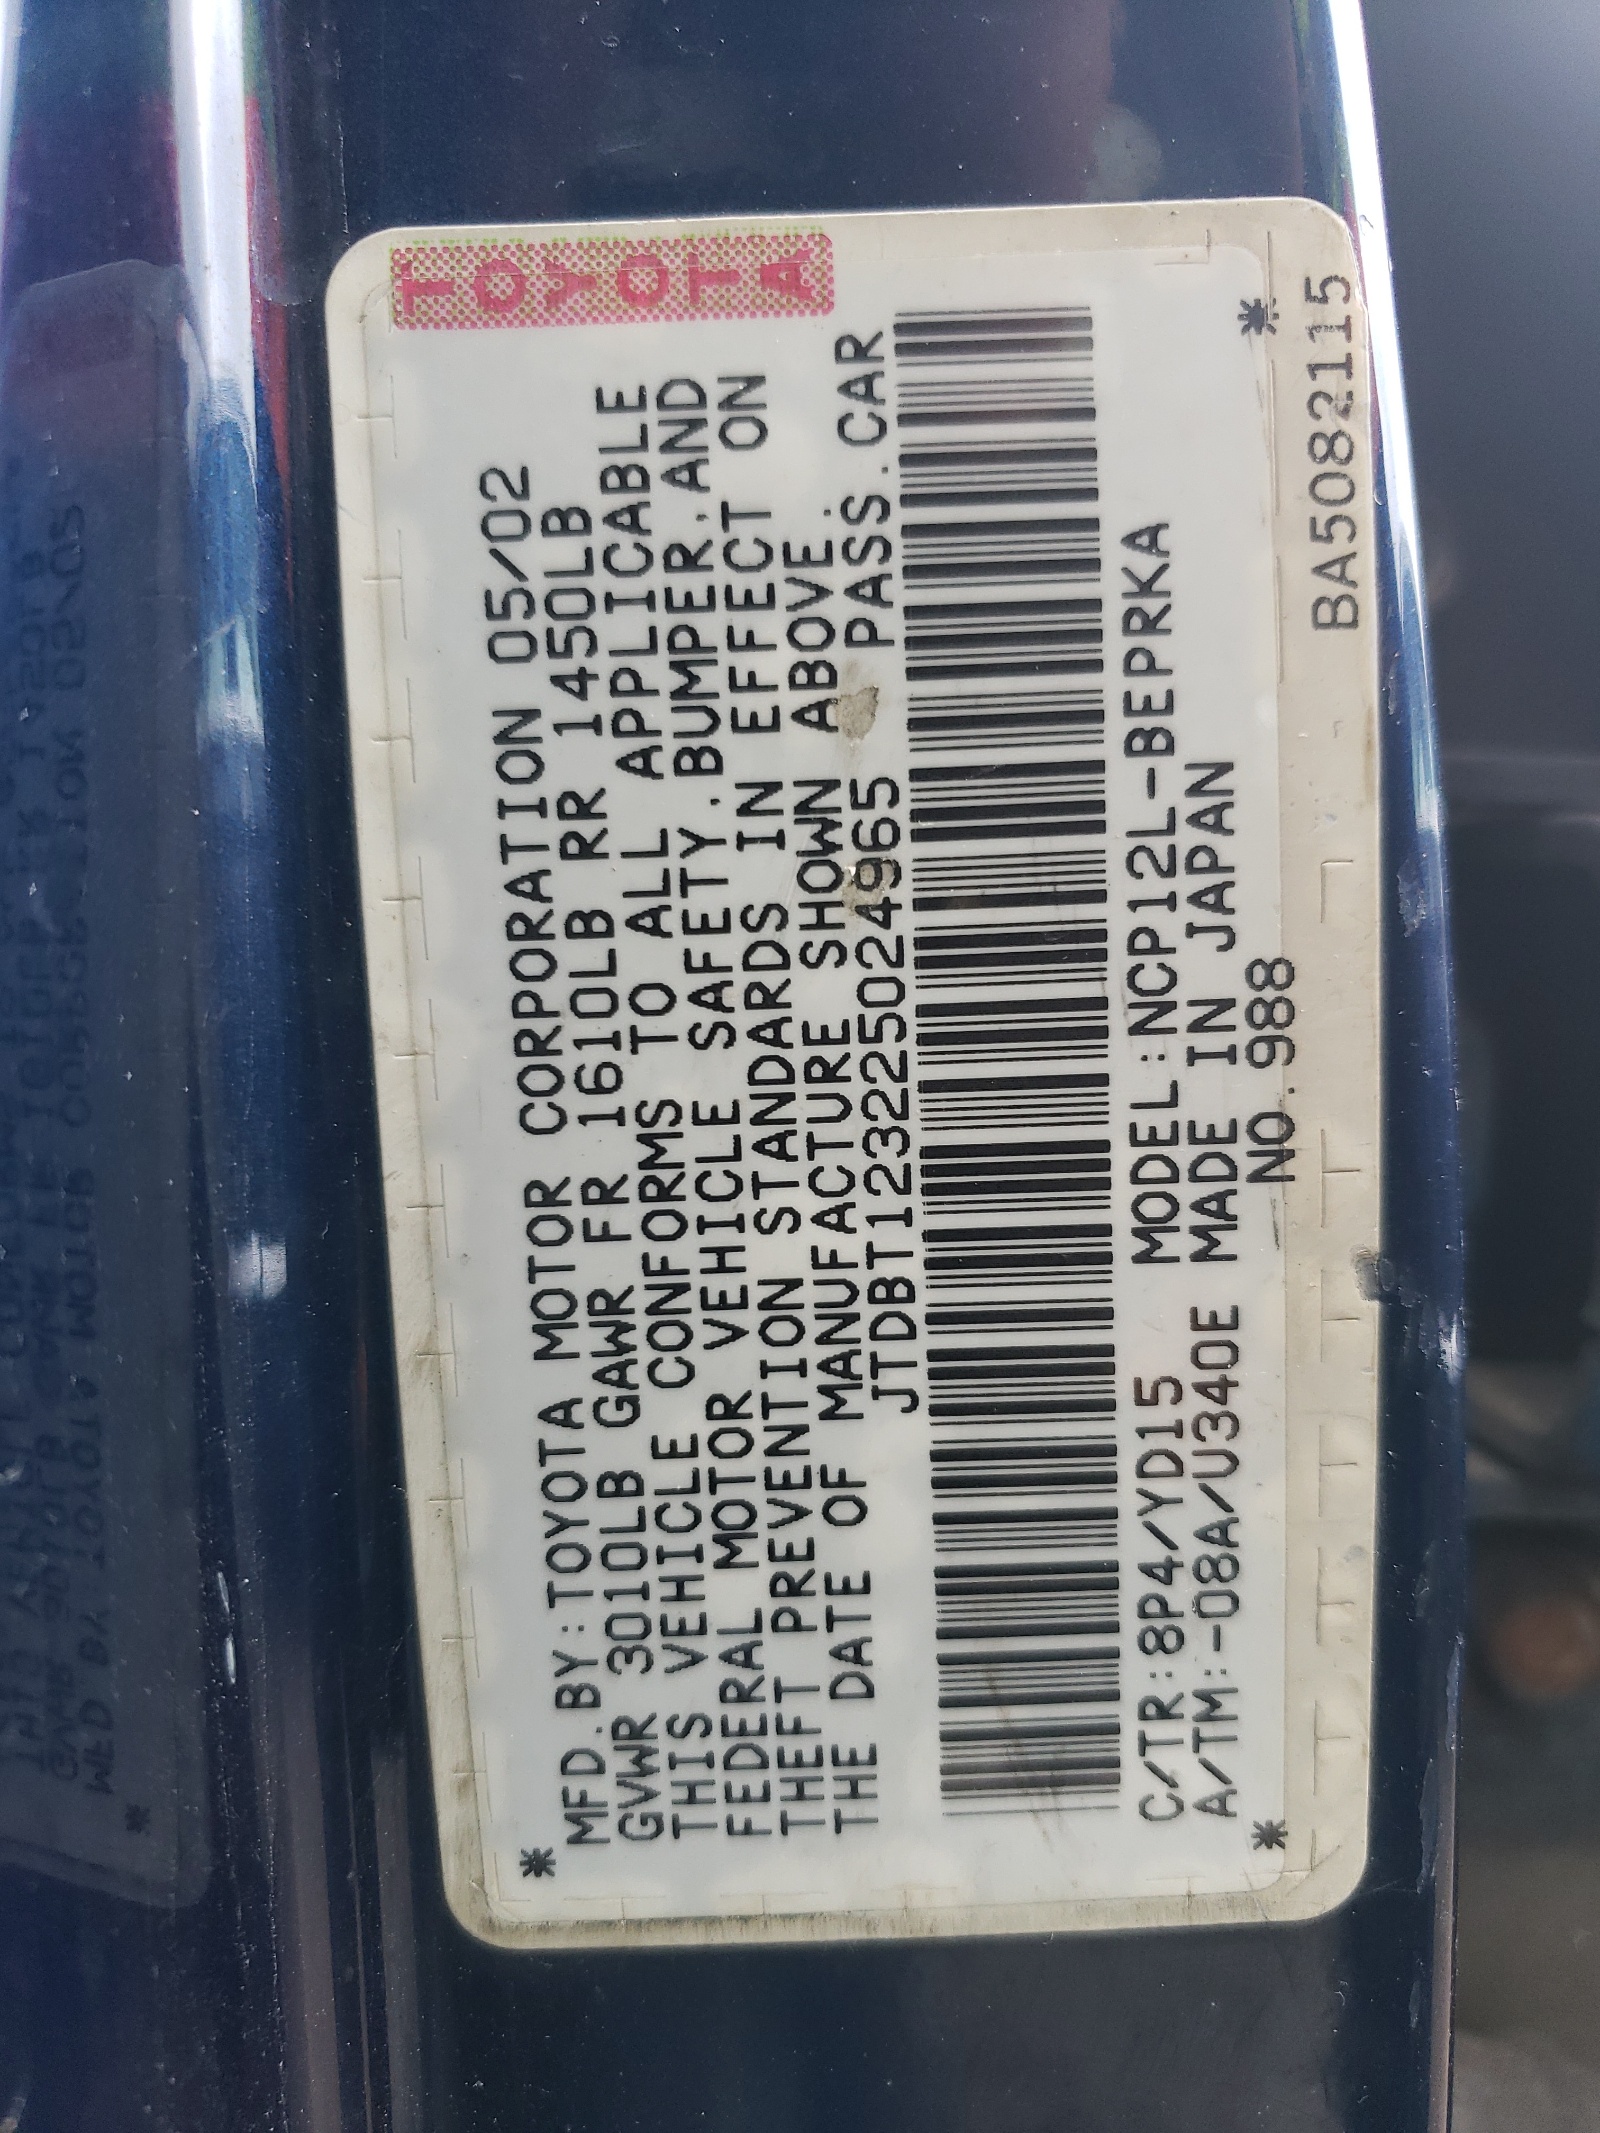 TOYOTA
MFD.BY:TOYOTA MOTOR CORPORATION 05/02
GVWR 3010LB GAWR FR 1610LB RR 1450LB
THIS VEHICLE CONFORMS TO ALL APPLICABLE
FEDERAL MOTOR VEHICLE SAFETY.BUMPER.AND
THEFT PREVENTION STANDARDS IN EFFECT ON
THE DATE OF MANUFACTURE SHOWN ABOVE.
JTDBT123225024965 PASS.CAR
C/TR:8P4/YD15 MODEL:NCP12L-BEPRKA
A/TM:-08A/U340E MADE IN JAPAN
NO.988
BA5082115